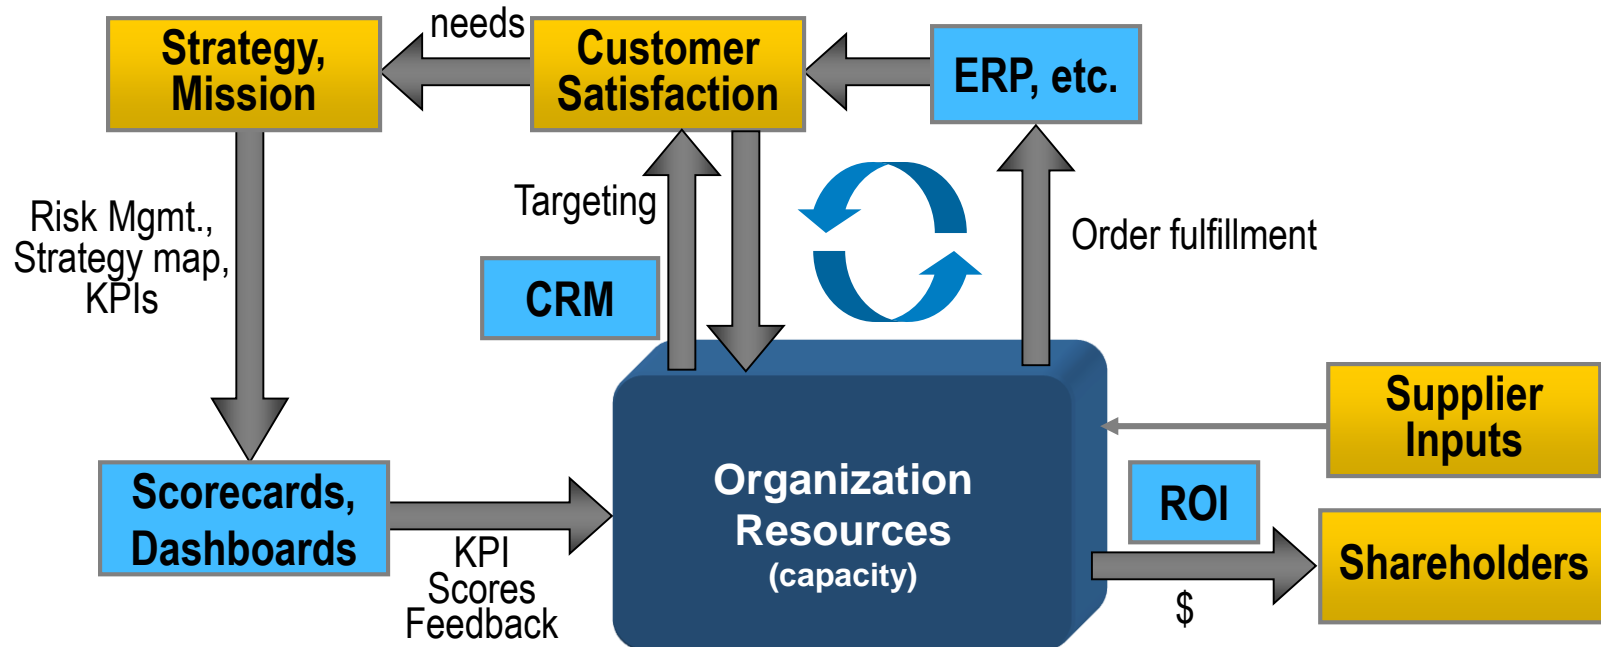 needs
Strategy,
Mission
Customer
Satisfaction
ERP, etc.
Risk Mgmt.,
Strategy map,
KPIs
Targeting
Order fulfillment
CRM
Supplier
Inputs
Scorecards,
Dashboards
KPI
Scores
Feedback
Organization
Resources
(capacity)
ROI
$
Shareholders